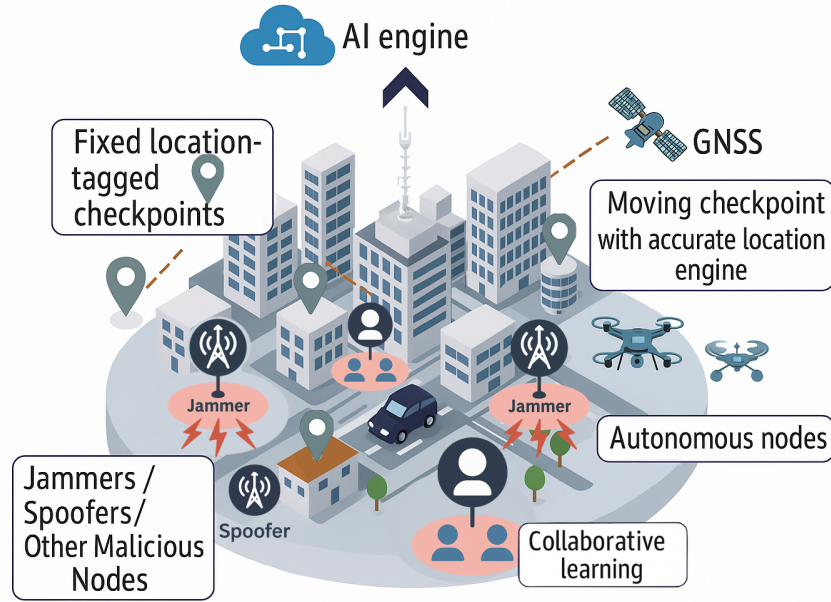 AI engine
Fixed location-
tagged
checkpoints
GNSS
Moving checkpoint
with accurate location
engine
Jammer
Jammer
Autonomous nodes
Jammers /
Spoofers/
Other Malicious
Nodes
Spoofer
Collaborative
learning